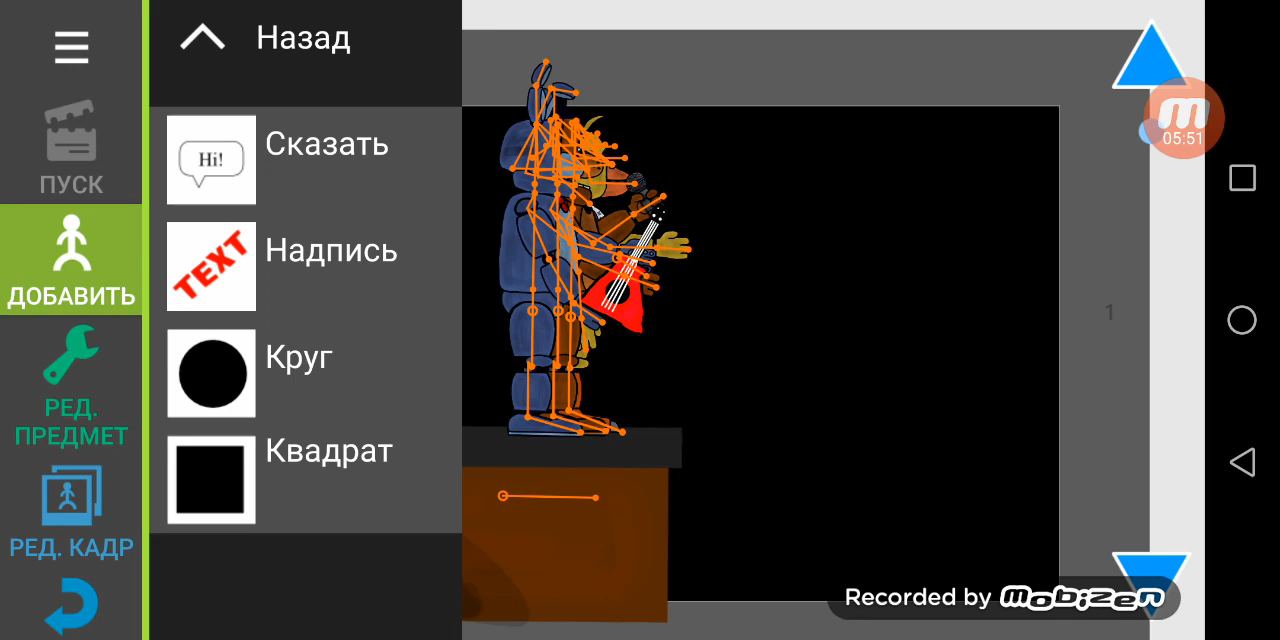 Назад
ПУСК
ДОБАВИТЬ
РЕД.
ПРЕДМЕТ
РЕД. КАДР
Hi!
Сказать
TEXT
Надпись
Круг
Квадрат
1
m
05:51
Recorded by mobizen